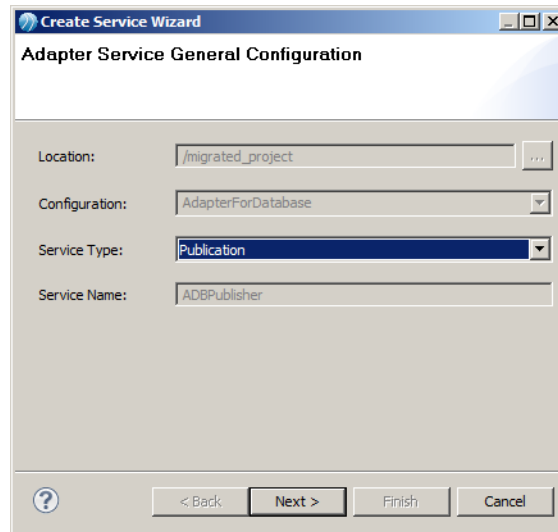 Create Service Wizard
Adapter Service General Configuration
Location: /migrated_project ...
Configuration: AdapterForDatabase
Service Type: Publication
Service Name: ADBPublisher
? < Back Next > Finish Cancel